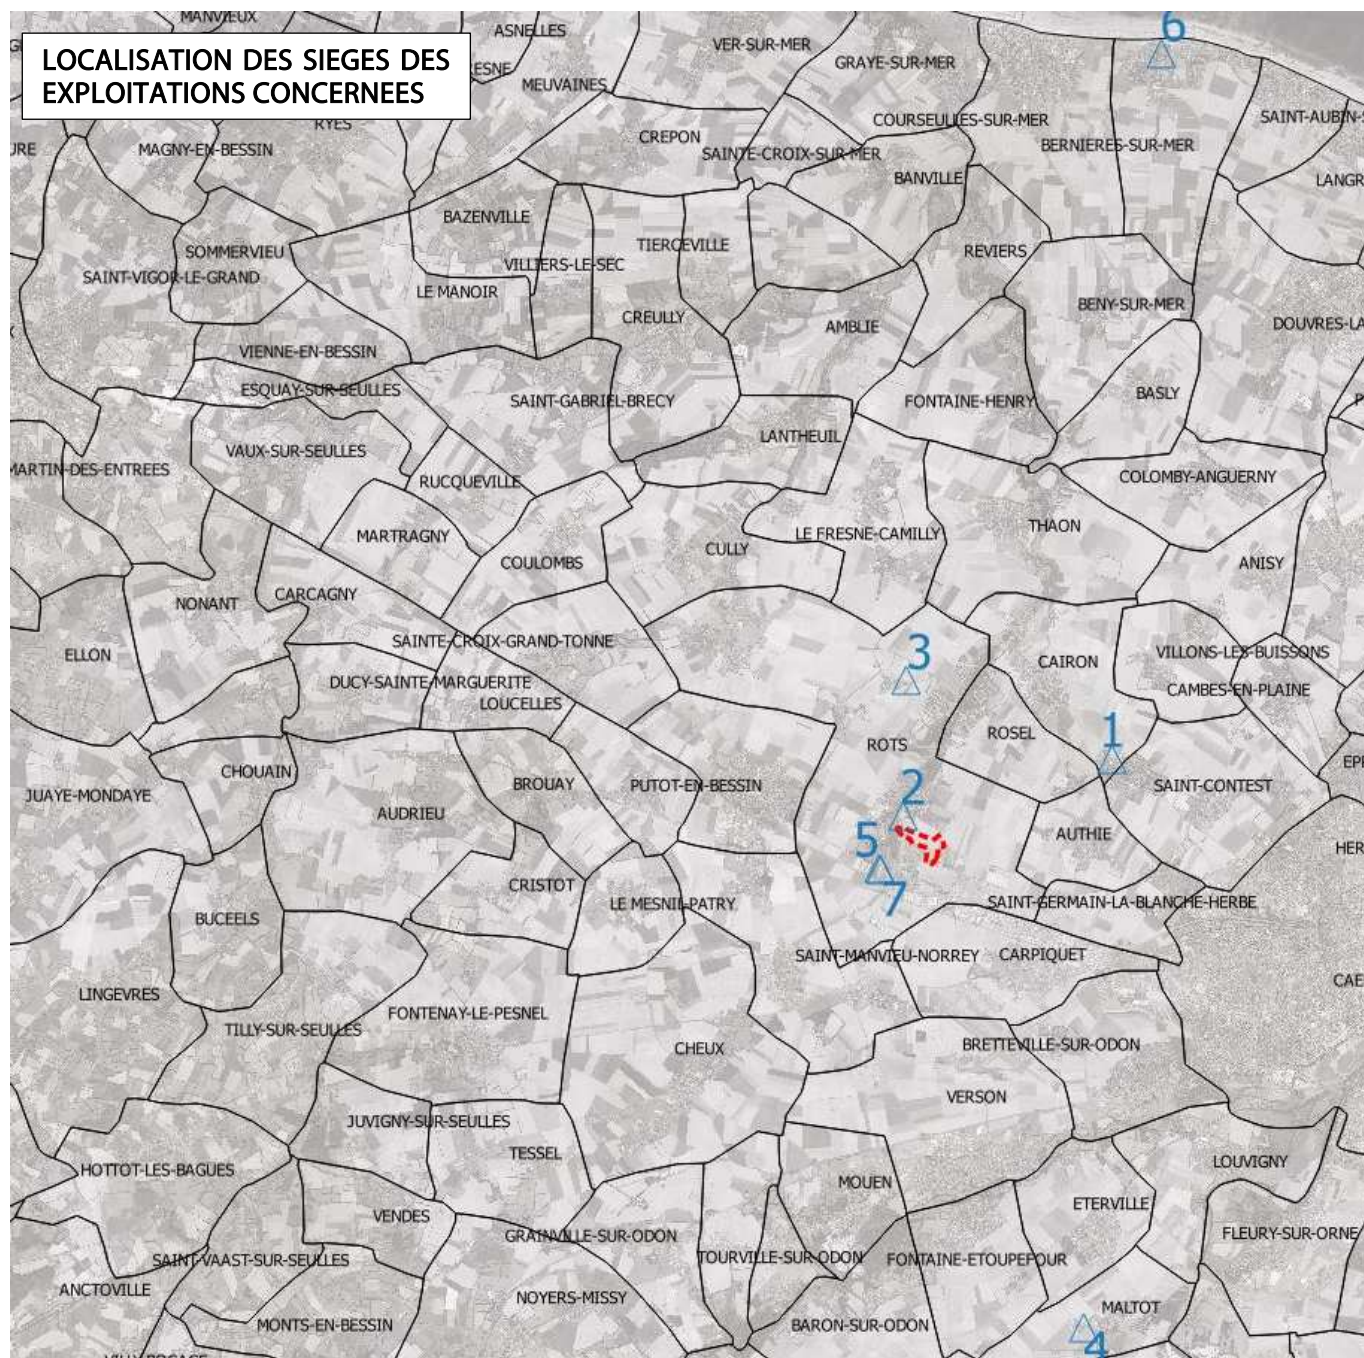 MANVIEUX
ASNELLES
6
VER-SUR-MER
LOCALISATION DES SIEGES DES
EXPLOITATIONS CONCERNEES
GRAYE-SUR-MER
ESNE
MEUVAINES
SAINT-AUBIN-S
COURSEULLES-SUR-MER
RYES
CREPON
BERNIERES-SUR-MER
URE
MAGNY-EN-BESSIN
SAINTE-CROIX-SUR-MER
BANVILLE
LANGR
BAZENVILLE
TIERCEVILLE
SOMMERVIEU
REVIERS
VILLIERS-LE-SEC
SAINT-VIGOR-LE-GRAND
LE MANOIR
BENY-SUR-MER
CREULLY
DOUVRES-LA
AMBLIE
VIENNE-EN-BESSIN
ESQUAY-SUR-SEULLES
BASLY
SAINT-GABRIEL-BRECY
FONTAINE-HENRY
P
LANTHEUIL
VAUX-SUR-SEULLES
MARTIN-DES-ENTREES
COLOMBY-ANGUERNY
RUCQUEVILLE
THAON
LE FRESNE-CAMILLY
MARTRAGNY
CULLY
COULOMBS
ANISY
CARCAGNY
NONANT
SAINTE-CROIX-GRAND-TONNE
3
VILLONS-LES-BUISSONS
ELLON
CAIRON
DUCY-SAINTE-MARGUERITE
CAMBES-EN-PLAINE
LOUCELLES
1
ROSEL
ROTS
EPI
CHOUAIN
BROUAY
PUTOT-EN-BESSIN
SAINT-CONTEST
2
JUAYE-MONDAYE
AUDRIEU
AUTHIE
5
HER
CRISTOT
7
LE MESNIL-PATRY
SAINT-GERMAIN-LA-BLANCHE-HERBE
BUCEELS
SAINT-MANVIEU-NORREY
CARPIQUET
CAE
LINGEVRES
FONTENAY-LE-PESNEL
TILLY-SUR-SEULLES
CHEUX
BRETTEVILLE-SUR-ODON
VERSON
JUVIGNY-SUR-SEULLES
TESSEL
LOUVIGNY
HOTTOT-LES-BAGUES
MOUEN
ETERVILLE
VENDES
GRAINVILLE-SUR-ODON
FLEURY-SUR-ORNE
TOURVILLE-SUR-ODON
FONTAINE-ETOUPEFOUR
SAINT-VAAST-SUR-SEULLES
ANCTOVILLE
NOYERS-MISSY
MALTOT
MONTS-EN-BESSIN
BARON-SUR-ODON
4